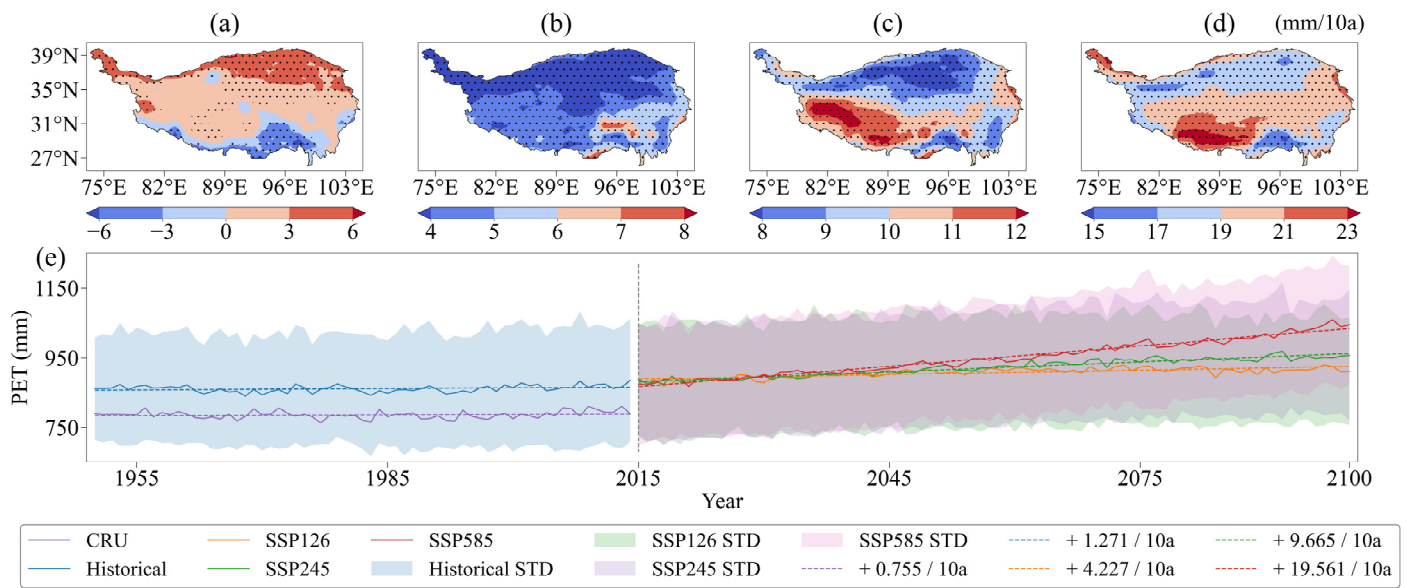 (a) (b) (c) (d) (mm/10a)
39°N
35°N
31°N
27°N
75°E 82°E 89°E 96°E 103°E 75°E 82°E 89°E 96°E 103°E 75°E 82°E 89°E 96°E 103°E 75°E 82°E 89°E 96°E 103°E
−6 −3 0 3 6 4 5 6 7 8 8 9 10 11 12 15 17 19 21 23
(e)
1150
950
750
PET (mm)
1955 1985 2015 2045 2075 2100
Year
CRU SSP126 SSP585 SSP126 STD SSP585 STD + 1.271 / 10a + 9.665 / 10a
Historical SSP245 Historical STD SSP245 STD + 0.755 / 10a + 4.227 / 10a + 19.561 / 10a